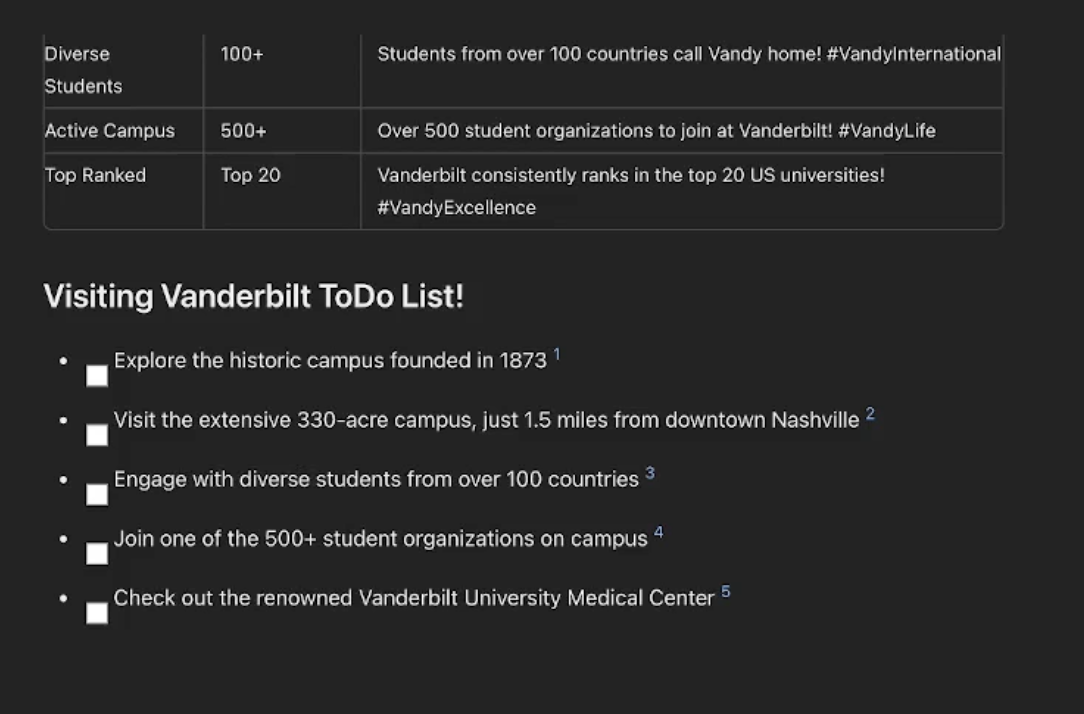 Diverse Students 100+ Students from over 100 countries call Vandy home! #VandyInternational
Active Campus 500+ Over 500 student organizations to join at Vanderbilt! #VandyLife
Top Ranked Top 20 Vanderbilt consistently ranks in the top 20 US universities!
#VandyExcellence
Visiting Vanderbilt ToDo List!
• Explore the historic campus founded in 1873 1
• Visit the extensive 330-acre campus, just 1.5 miles from downtown Nashville 2
• Engage with diverse students from over 100 countries 3
• Join one of the 500+ student organizations on campus 4
• Check out the renowned Vanderbilt University Medical Center 5